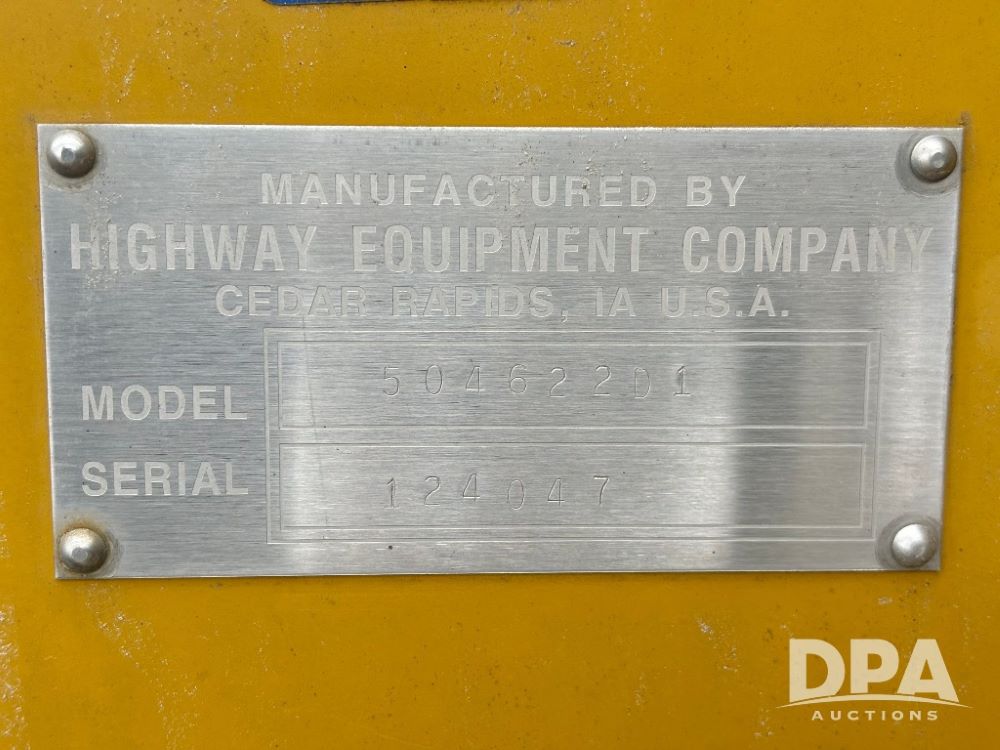 MANUFACTURED BY
HIGHWAY EQUIPMENT COMPANY
CEDAR RAPIDS, IA U.S.A.
MODEL 504622D1
SERIAL 124047
DPA
AUCTIONS